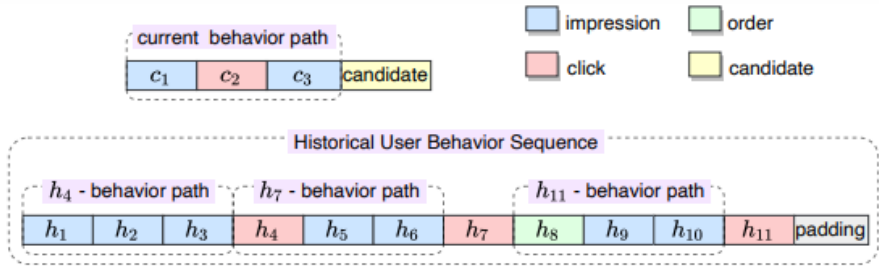 current behavior path
c₁ c₂ c₃ candidate
impression order
click candidate
Historical User Behavior Sequence
h₄ - behavior path h₇ - behavior path h₁₁ - behavior path
h₁ h₂ h₃ h₄ h₅ h₆ h₇ h₈ h₉ h₁₀ h₁₁ padding